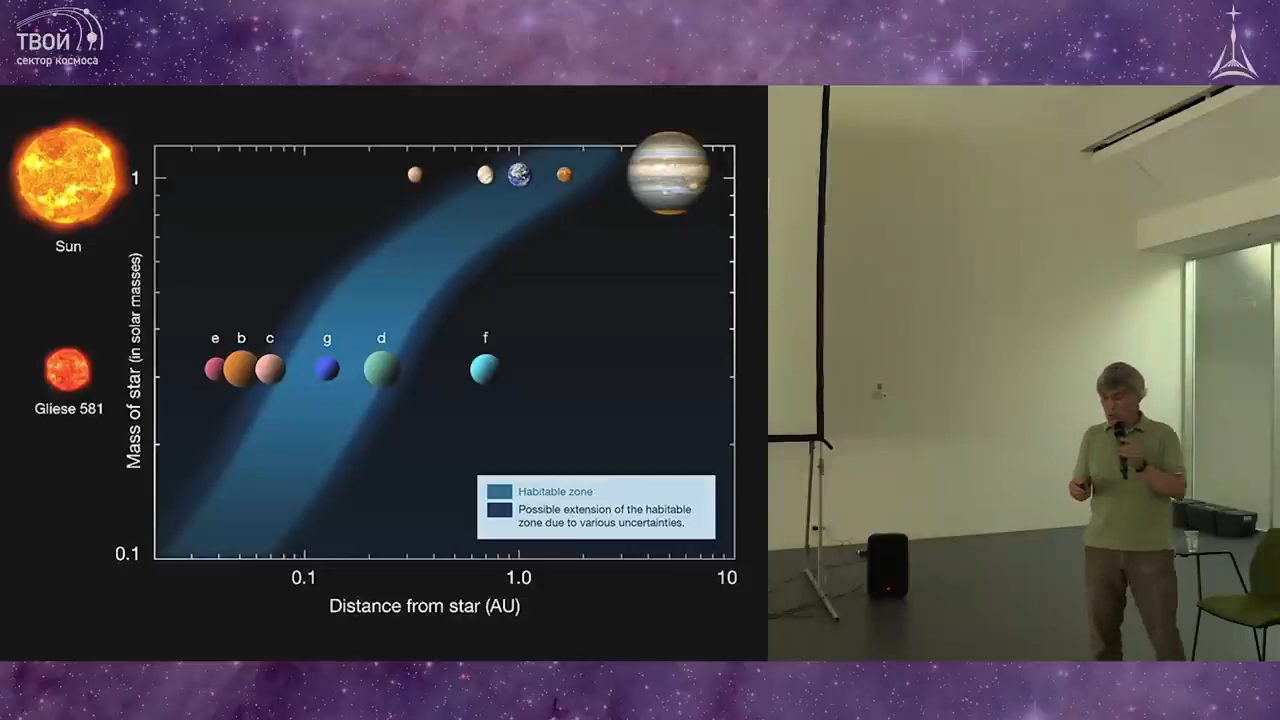 ТВОЙ
сектор космоса
Sun
Gliese 581
Mass of star (in solar masses)
1
0.1
e b c g d f
Habitable zone
Possible extension of the habitable
zone due to various uncertainties.
0.1 1.0 10
Distance from star (AU)